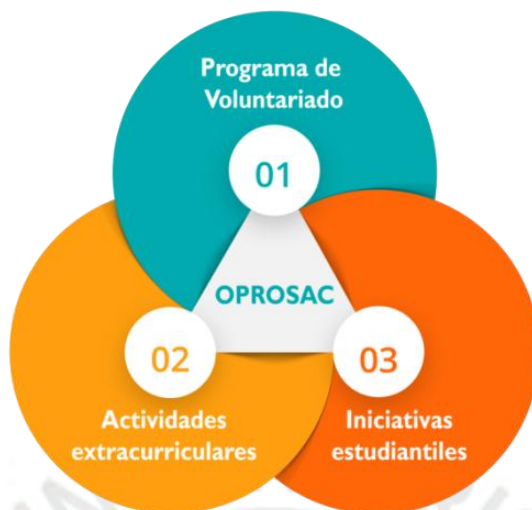 Programa de
Voluntariado
01
OPROSAC
02
Actividades
extracurriculares
03
Iniciativas
estudiantiles